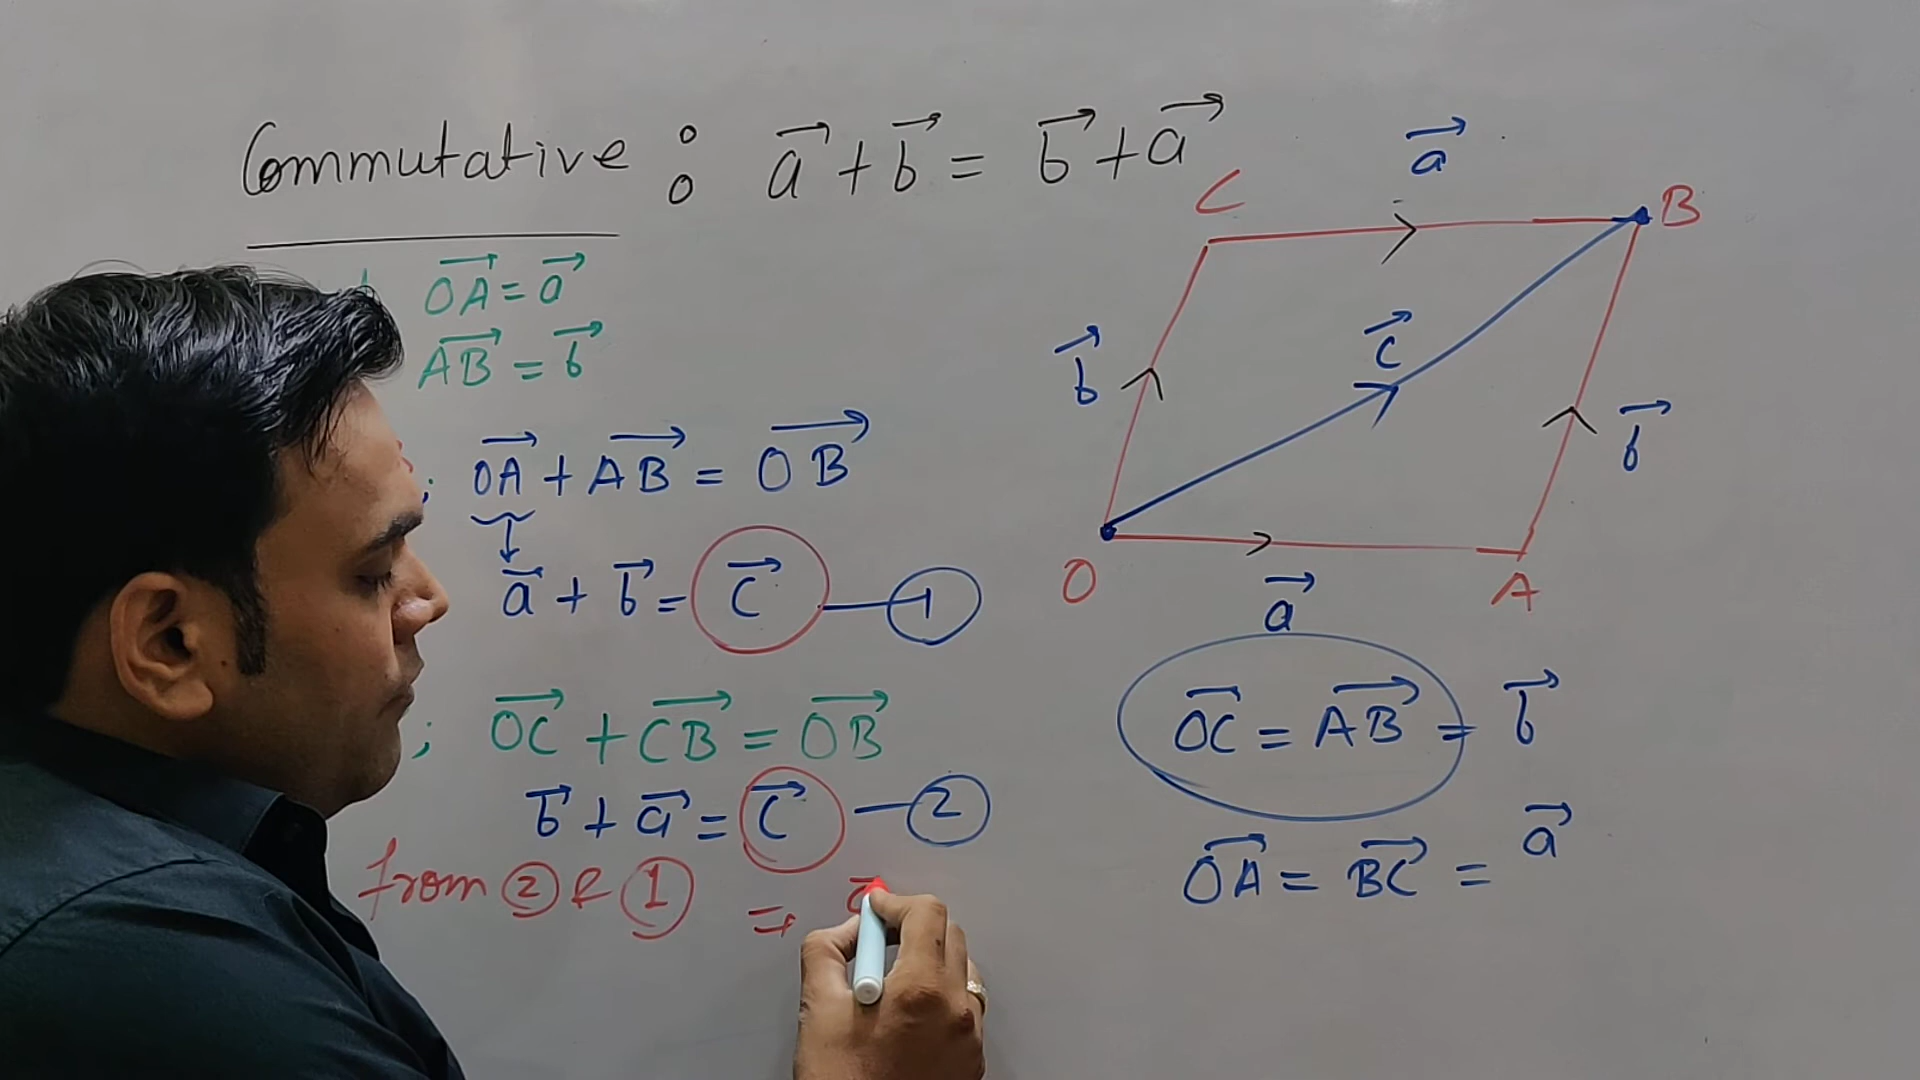 Commutative : a⃗ + b⃗ = b⃗ + a⃗
OA⃗ = a⃗
AB⃗ = b⃗
; OA⃗ + AB⃗ = OB⃗
a⃗ + b⃗ = c⃗ — 1
; OC⃗ + CB⃗ = OB⃗
b⃗ + a⃗ = c⃗ — 2
from 2 & 1 ⇒
a⃗
C
B
b⃗
c⃗
b⃗
O
A
a⃗
OC⃗ = AB⃗ = b⃗
OA⃗ = BC⃗ = a⃗